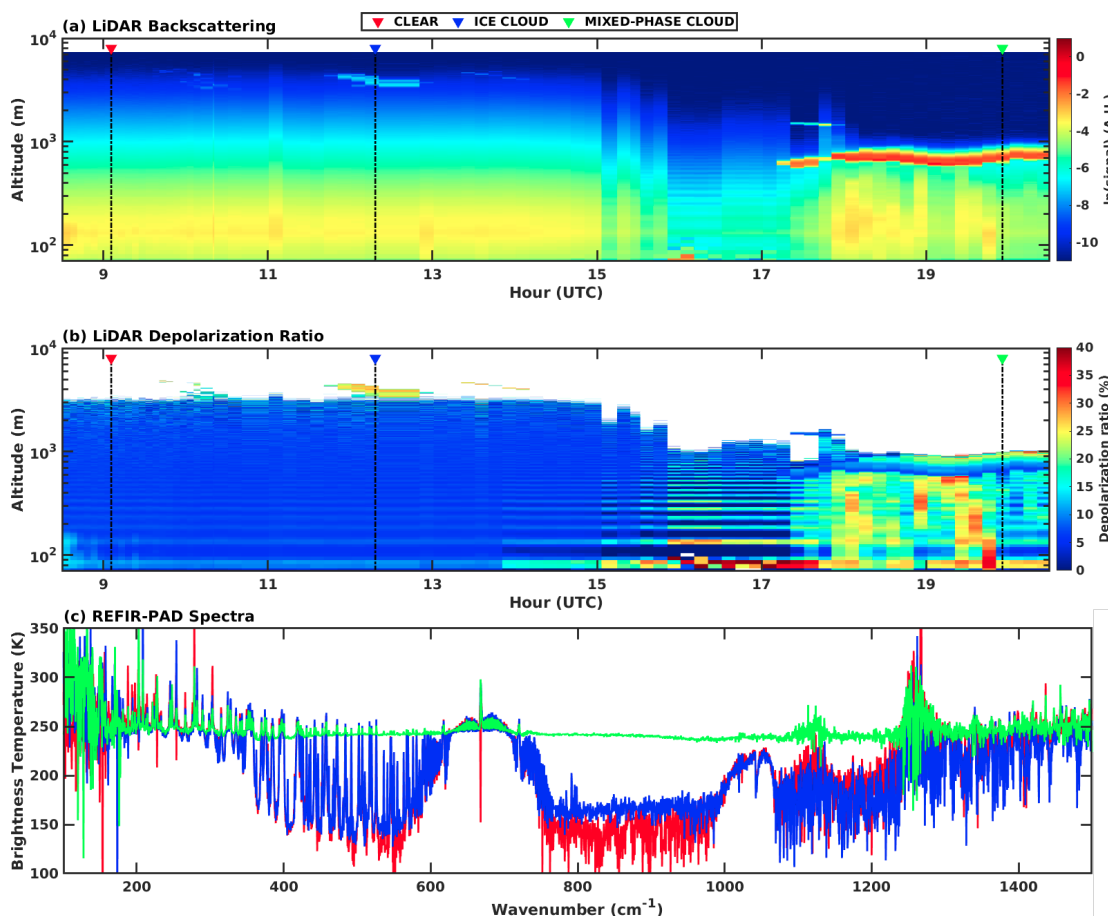 CLEAR ICE CLOUD MIXED-PHASE CLOUD
(a) LiDAR Backscattering
10^4
10^3
10^2
Altitude (m)
9 11 13 15 17 19
Hour (UTC)
0
-2
-4
-6
-8
-10
ln(signal) (A.U.)
(b) LiDAR Depolarization Ratio
10^4
10^3
10^2
Altitude (m)
9 11 13 15 17 19
Hour (UTC)
40
35
30
25
20
15
10
5
0
Depolarization ratio (%)
(c) REFIR-PAD Spectra
350
300
250
200
150
100
Brightness Temperature (K)
200 400 600 800 1000 1200 1400
Wavenumber (cm^-1)